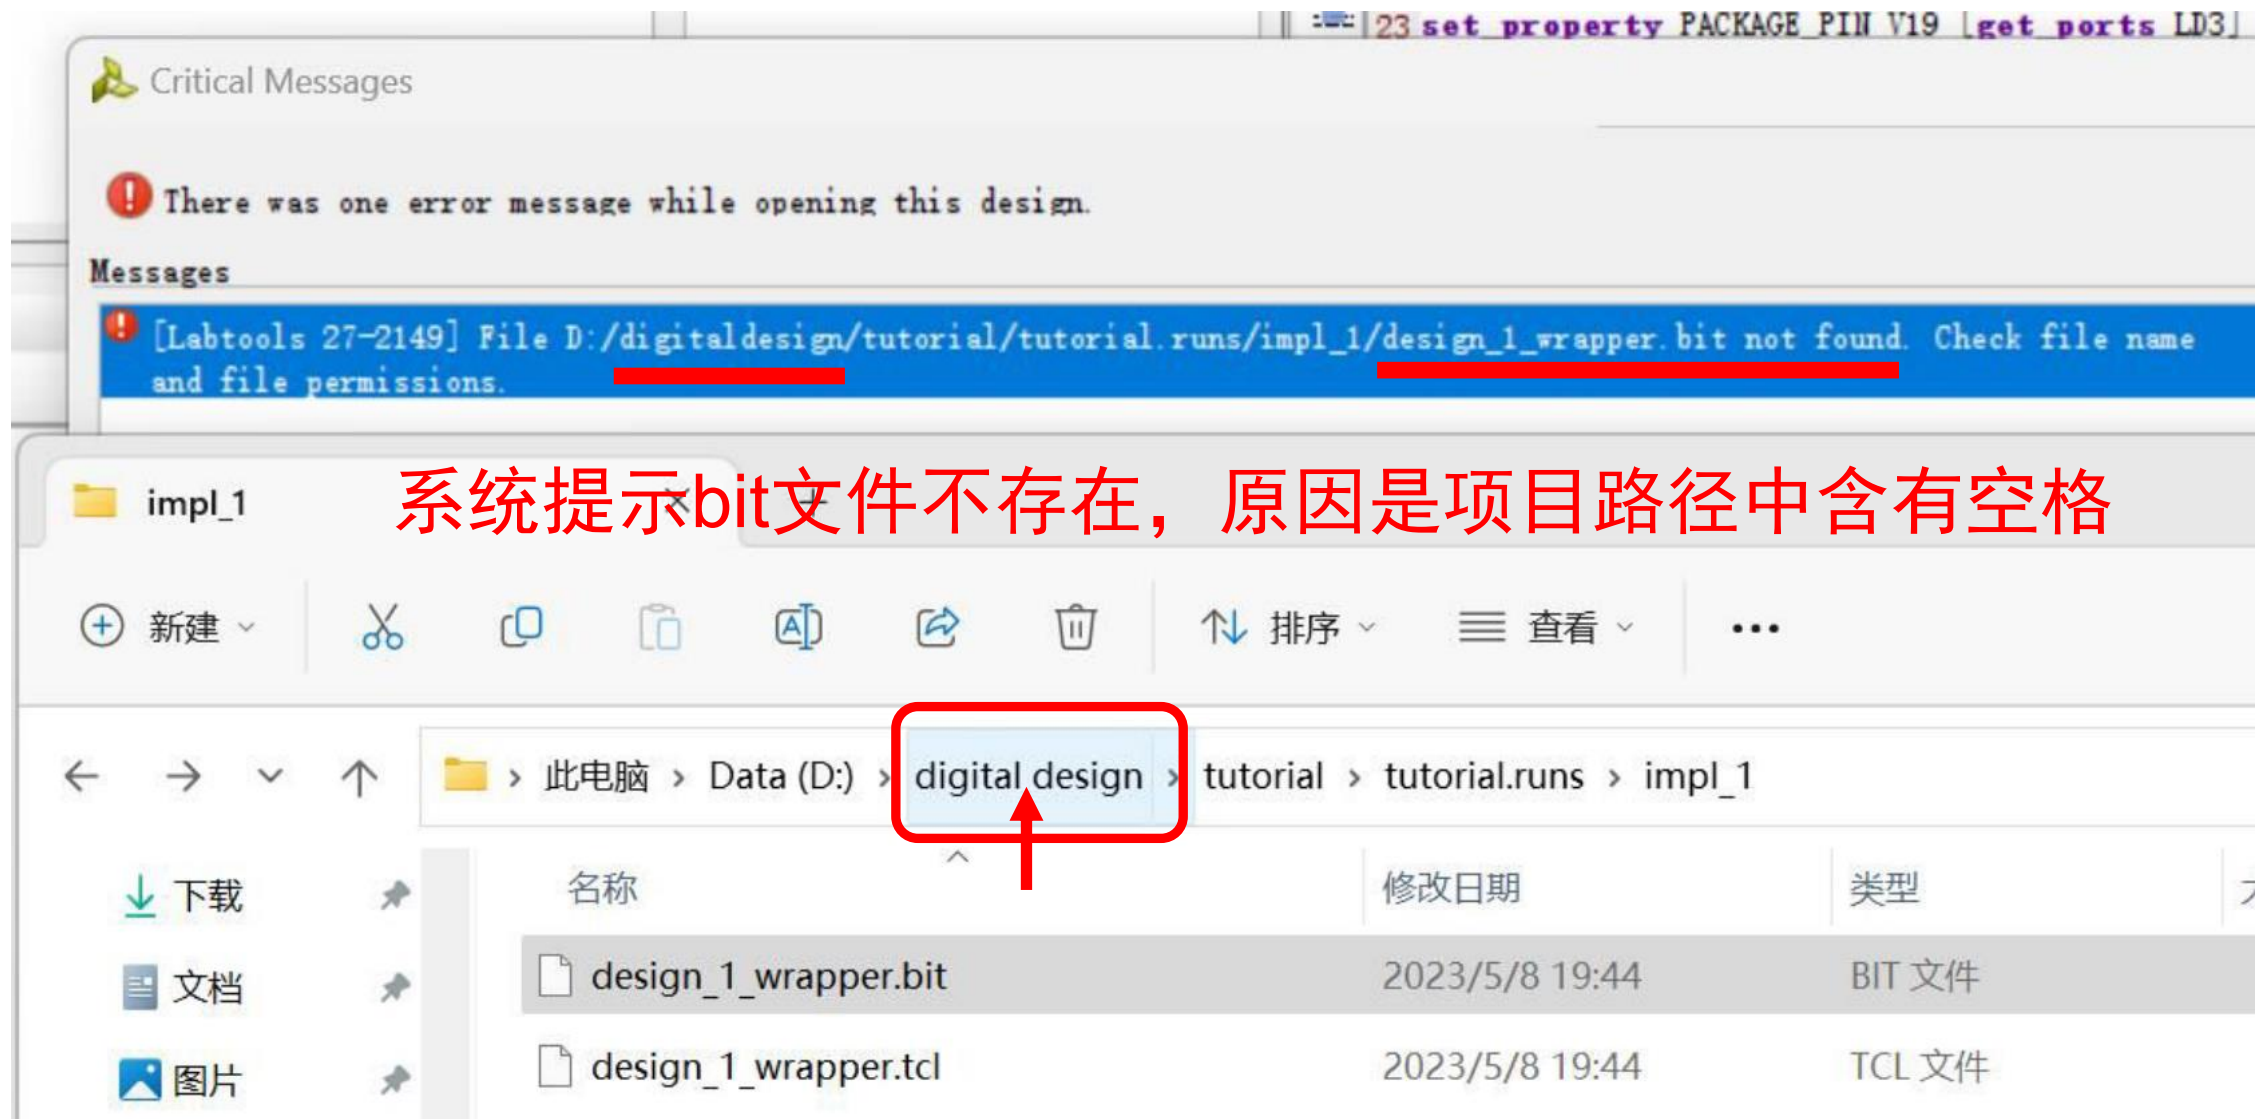 23 set_property PACKAGE_PIN V19 [get_ports LD3]
Critical Messages
There was one error message while opening this design.
Messages
[Labtools 27-2149] File D:/digitaldesign/tutorial/tutorial.runs/impl_1/design_1_wrapper.bit not found. Check file name
and file permissions.
impl_1
系统提示bit文件不存在，原因是项目路径中含有空格
新建
排序
查看
此电脑 › Data (D:) › digital design › tutorial › tutorial.runs › impl_1
下载
名称 修改日期 类型
文档
design_1_wrapper.bit 2023/5/8 19:44 BIT 文件
图片
design_1_wrapper.tcl 2023/5/8 19:44 TCL 文件